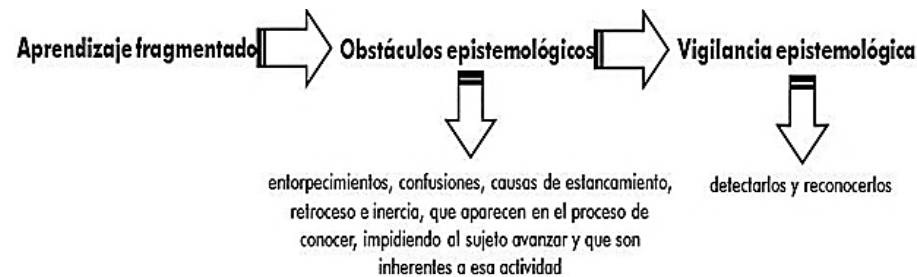 Aprendizaje fragmentado Obstáculos epistemológicos Vigilancia epistemológica
entorpecimientos, confusiones, causas de estancamiento,
retroceso e inercia, que aparecen en el proceso de
conocer, impidiendo al sujeto avanzar y que son
inherentes a esa actividad
detectarlos y reconocerlos